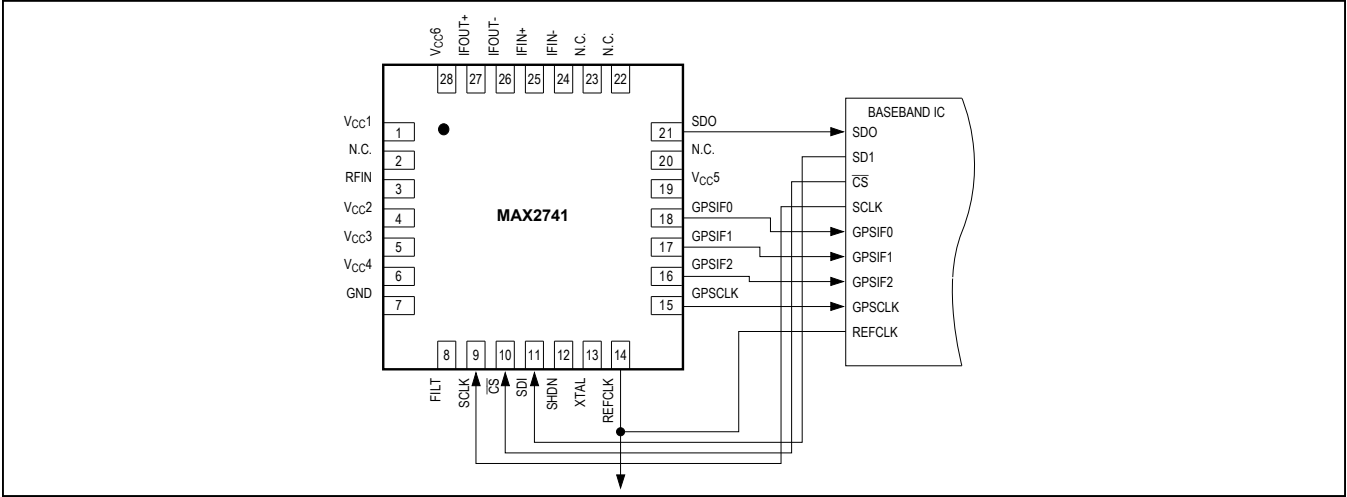 VCC6
IFOUT+
IFOUT-
IFIN+
IFIN-
N.C.
N.C.
28
27
26
25
24
23
22
VCC1
1
N.C.
2
RFIN
3
VCC2
4
VCC3
5
VCC4
6
GND
7
MAX2741
21
SDO
20
N.C.
19
VCC5
18
GPSIF0
17
GPSIF1
16
GPSIF2
15
GPSCLK
8
9
10
11
12
13
14
FILT
SCLK
CS
SDI
SHDN
XTAL
REFCLK
BASEBAND IC
SDO
SD1
CS
SCLK
GPSIF0
GPSIF1
GPSIF2
GPSCLK
REFCLK